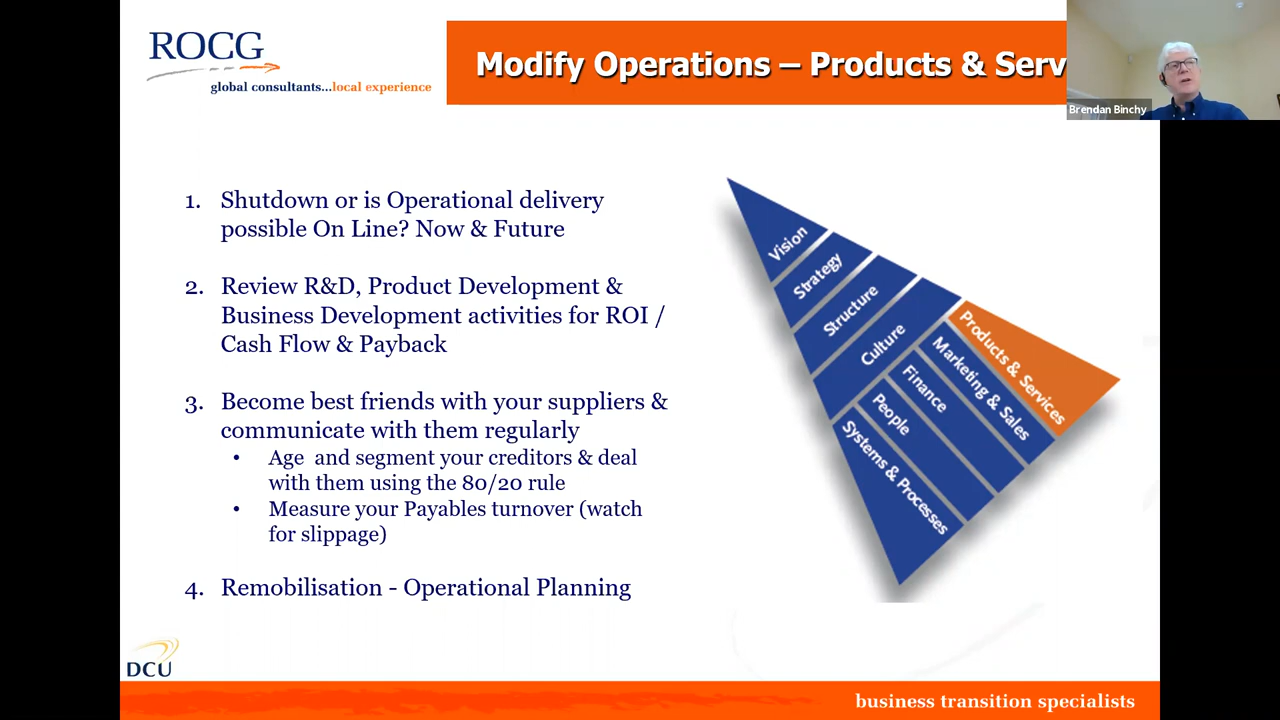 ROCG
global consultants...local experience
Modify Operations – Products & Serv
Brendan Binchy
1. Shutdown or is Operational delivery
possible On Line? Now & Future
2. Review R&D, Product Development &
Business Development activities for ROI /
Cash Flow & Payback
3. Become best friends with your suppliers &
communicate with them regularly
• Age and segment your creditors & deal
with them using the 80/20 rule
• Measure your Payables turnover (watch
for slippage)
4. Remobilisation - Operational Planning
Vision
Strategy
Structure
Culture
Products & Services
Marketing & Sales
Finance
People
Systems & Processes
DCU
business transition specialists